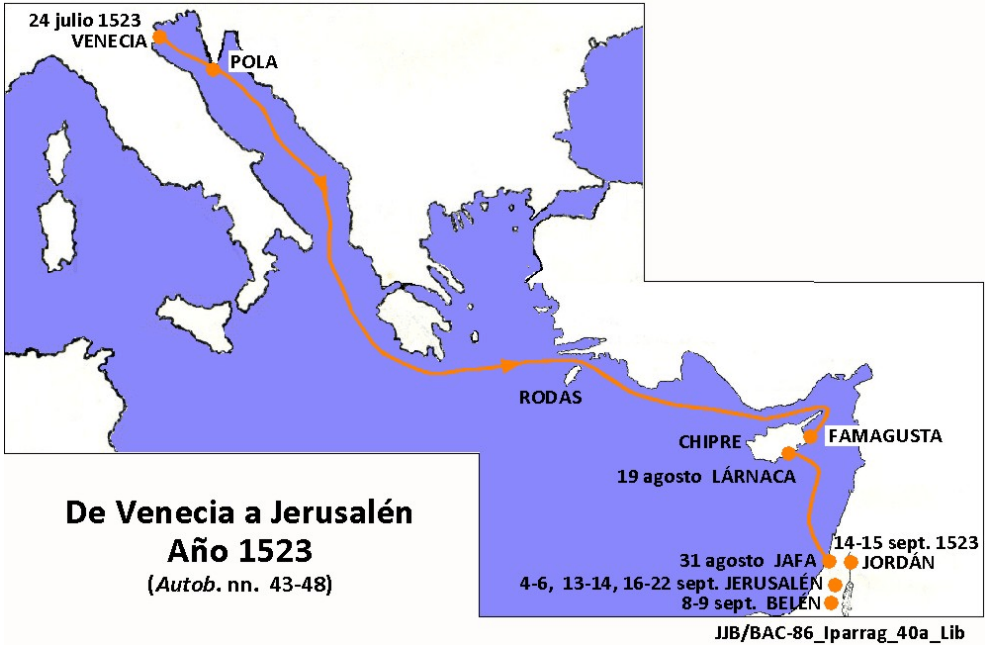 24 julio 1523
VENECIA
POLA
RODAS
CHIPRE
FAMAGUSTA
19 agosto LÁRNACA
De Venecia a Jerusalén
Año 1523
(Autob. nn. 43-48)
14-15 sept. 1523
31 agosto JAFA
JORDÁN
4-6, 13-14, 16-22 sept. JERUSALÉN
8-9 sept. BELÉN
JJB/BAC-86_Iparrag_40a_Lib